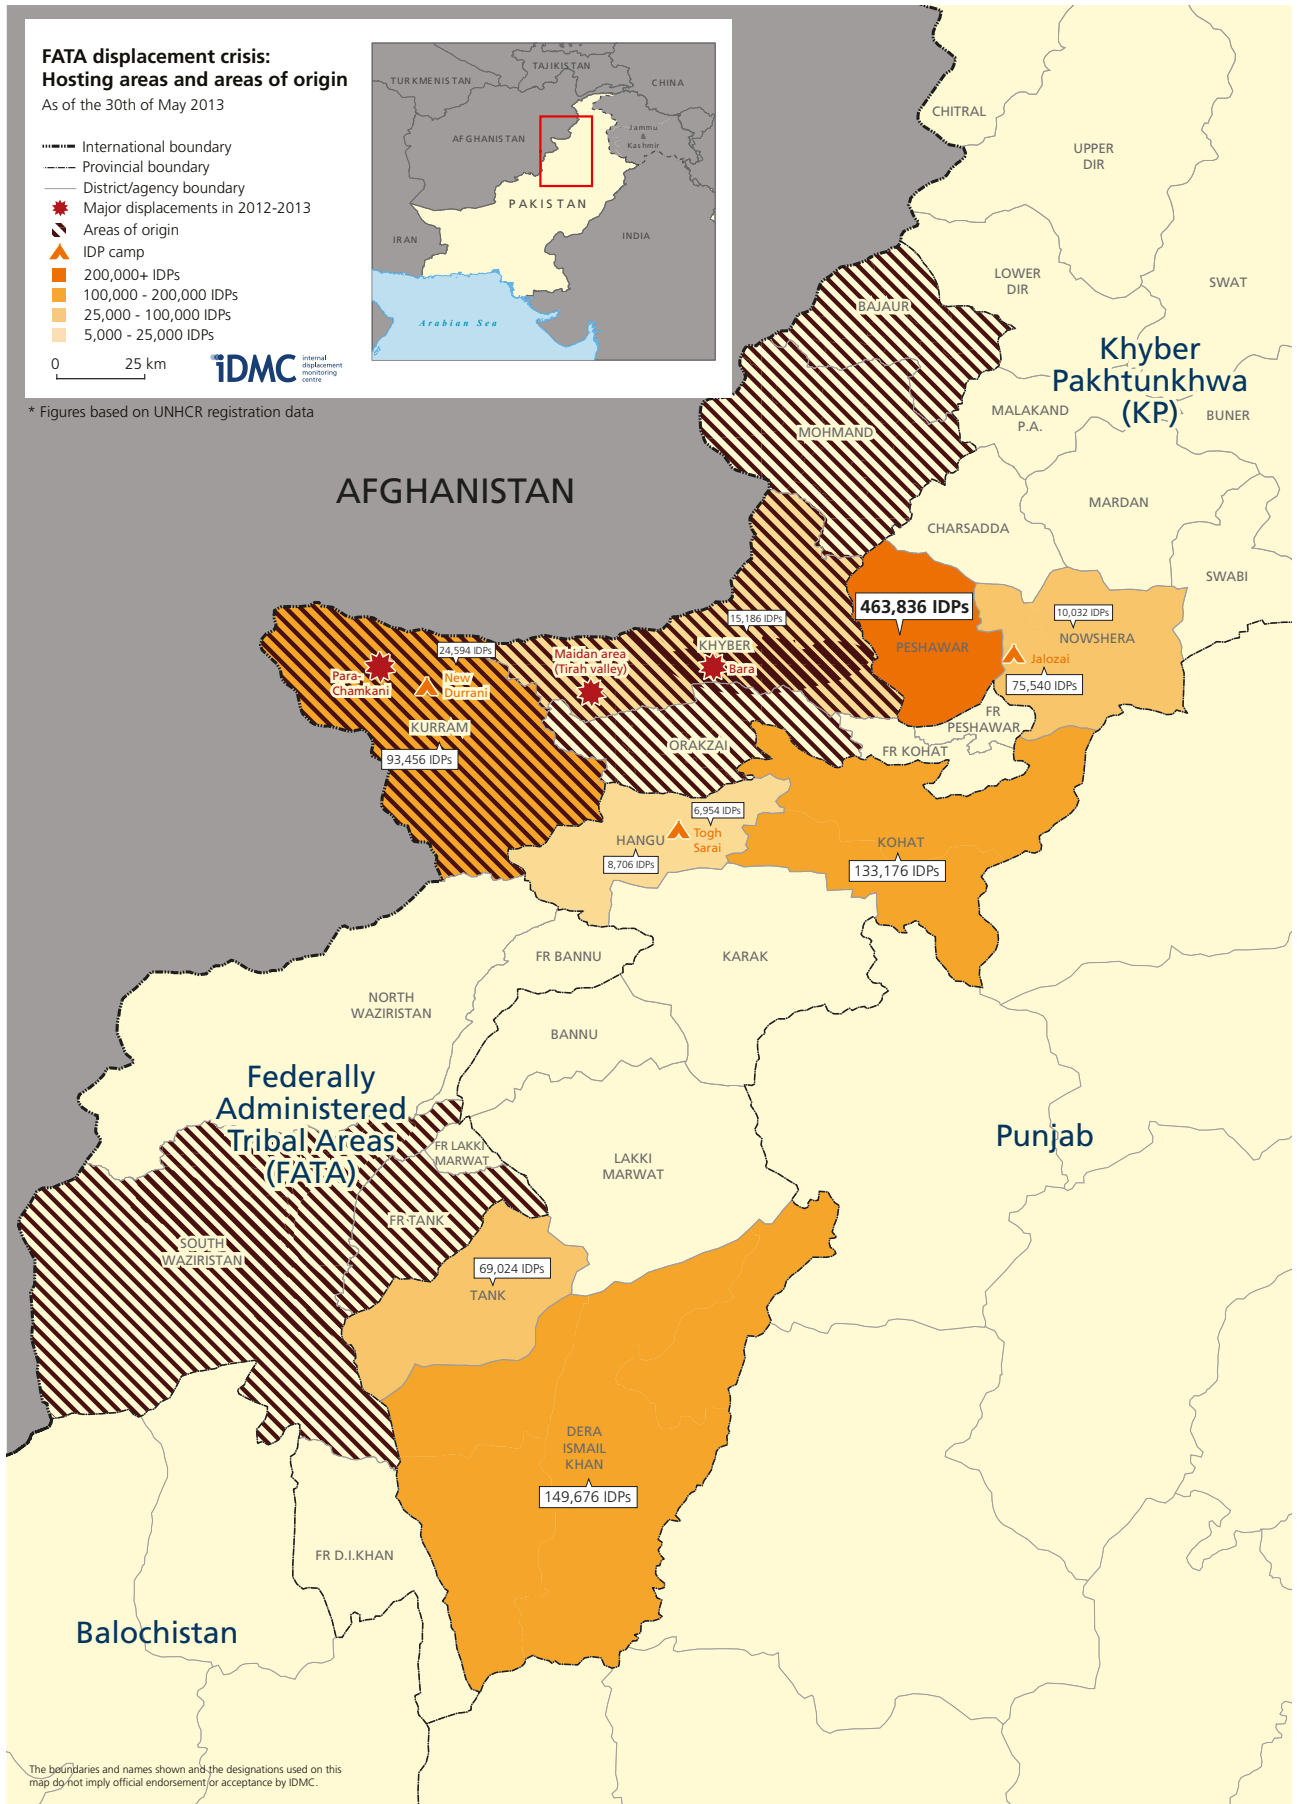 FATA displacement crisis:
Hosting areas and areas of origin
As of the 30th of May 2013
International boundary
Provincial boundary
District/agency boundary
Major displacements in 2012-2013
Areas of origin
IDP camp
200,000+ IDPs
100,000 - 200,000 IDPs
25,000 - 100,000 IDPs
5,000 - 25,000 IDPs
0 25 km
iDMC
internal
displacement
monitoring
centre
* Figures based on UNHCR registration data
TURKMENISTAN
TAJIKISTAN
CHINA
AFGHANISTAN
Jammu
&
Kashmir
PAKISTAN
IRAN
INDIA
Arabian Sea
CHITRAL
UPPER
DIR
LOWER
DIR
SWAT
BAJAUR
Khyber
Pakhtunkhwa
(KP)
MALAKAND
P.A.
BUNER
MOHMAND
AFGHANISTAN
MARDAN
CHARSADDA
SWABI
463,836 IDPs
PESHAWAR
10,032 IDPs
NOWSHERA
Jalozai
75,540 IDPs
15,186 IDPs
KHYBER
Bara
Maidan area
(Tirah valley)
24,594 IDPs
Para-
Chamkani
New
Durrani
KURRAM
93,456 IDPs
ORAKZAI
FR
PESHAWAR
FR KOHAT
6,954 IDPs
HANGU
Togh
Sarai
8,706 IDPs
KOHAT
133,176 IDPs
FR BANNU
KARAK
NORTH
WAZIRISTAN
BANNU
Federally
Administered
Tribal Areas
(FATA)
Punjab
FR LAKKI
MARWAT
LAKKI
MARWAT
FR TANK
SOUTH
WAZIRISTAN
69,024 IDPs
TANK
DERA
ISMAIL
KHAN
149,676 IDPs
FR D.I.KHAN
Balochistan
The boundaries and names shown and the designations used on this
map do not imply official endorsement or acceptance by IDMC.